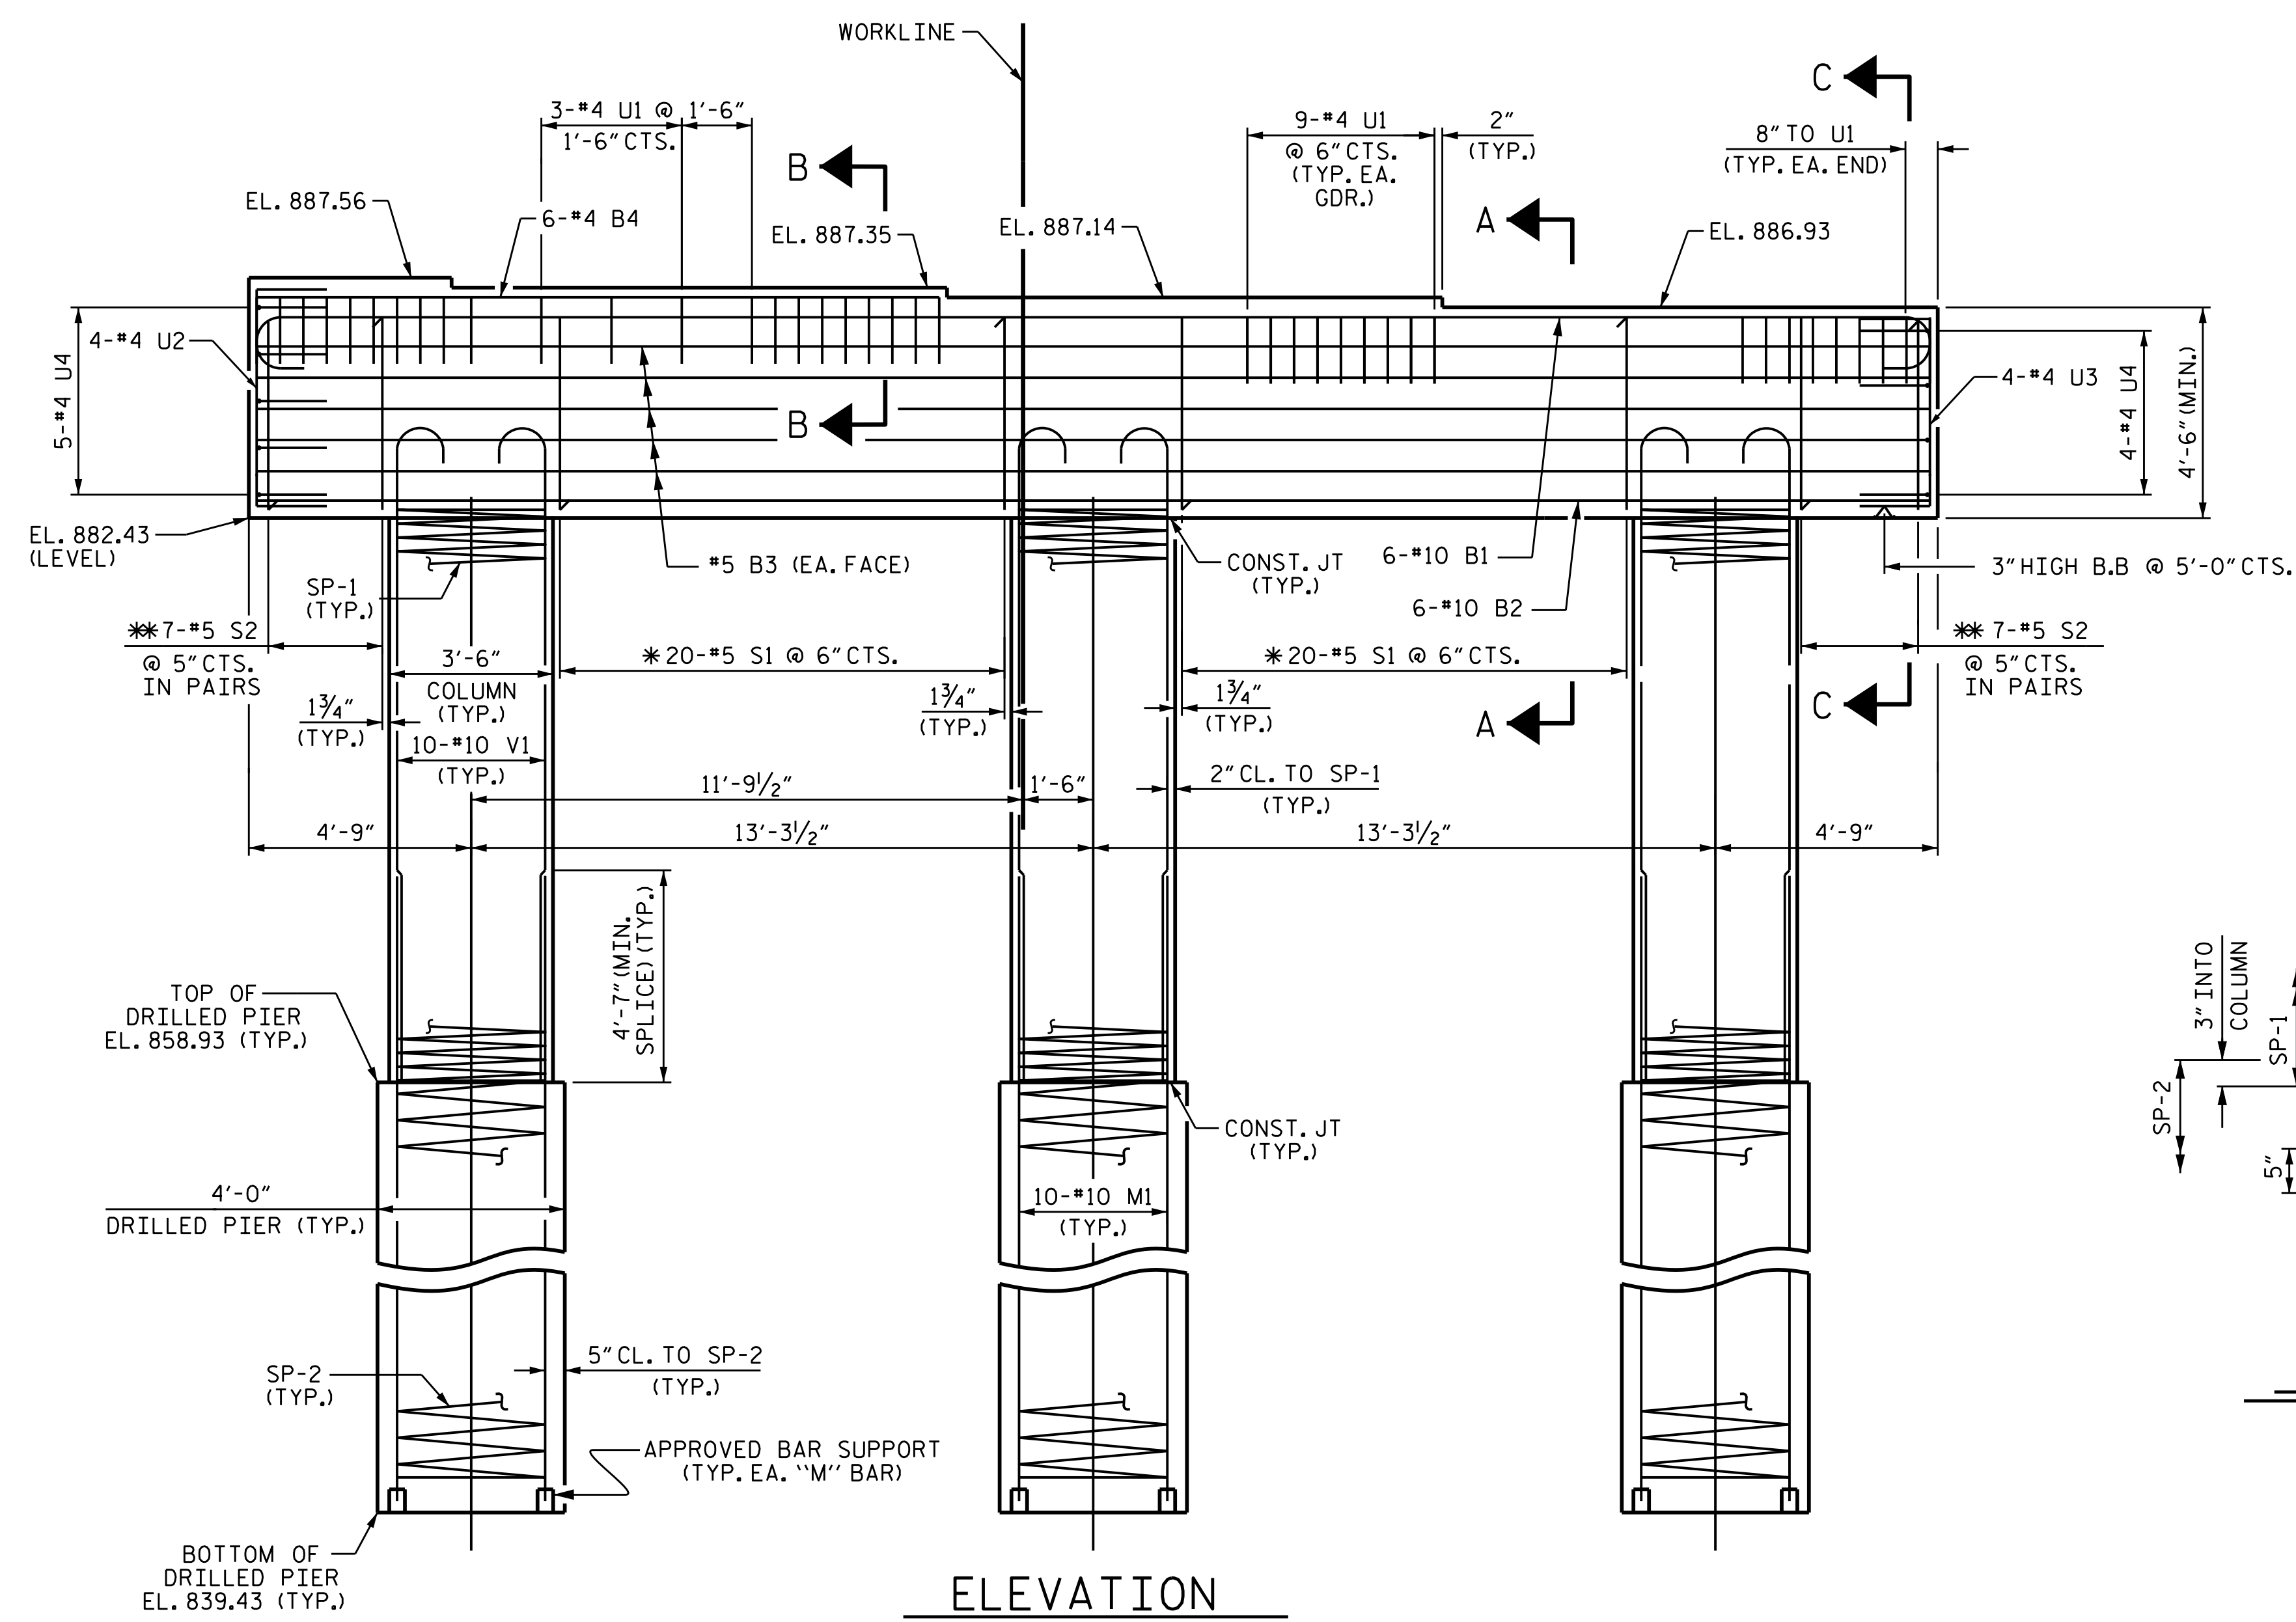 WORKLINE
C
3-#4 U1 @
1'-6" CTS.
1'-6"
9-#4 U1
@ 6" CTS.
(TYP. EA.
GDR.)
2"
(TYP.)
8" TO U1
(TYP. EA. END)
B
EL. 887.56
6-#4 B4
EL. 887.35
EL. 887.14
A
EL. 886.93
5-#4 U4
4-#4 U2
B
4-#4 U3
4-#4 U4
4'-6" (MIN.)
EL. 882.43
(LEVEL)
SP-1
(TYP.)
#5 B3 (EA. FACE)
CONST. JT
(TYP.)
6-#10 B1
6-#10 B2
3" HIGH B.B @ 5'-0" CTS.
**7-#5 S2
@ 5" CTS.
IN PAIRS
3'-6"
COLUMN
(TYP.)
*20-#5 S1 @ 6" CTS.
*20-#5 S1 @ 6" CTS.
** 7-#5 S2
@ 5" CTS.
IN PAIRS
1¾"
(TYP.)
1¾"
(TYP.)
1¾"
(TYP.)
A
C
10-#10 V1
(TYP.)
11'-9½"
1'-6"
2" CL. TO SP-1
(TYP.)
4'-9"
13'-3½"
13'-3½"
4'-9"
4'-7" (MIN.
SPLICE) (TYP.)
TOP OF
DRILLED PIER
EL. 858.93 (TYP.)
3" INTO
COLUMN
SP-1
SP-2
5"
CONST. JT
(TYP.)
4'-0"
DRILLED PIER (TYP.)
10-#10 M1
(TYP.)
SP-2
(TYP.)
5" CL. TO SP-2
(TYP.)
APPROVED BAR SUPPORT
(TYP. EA. "M" BAR)
BOTTOM OF
DRILLED PIER
EL. 839.43 (TYP.)
ELEVATION